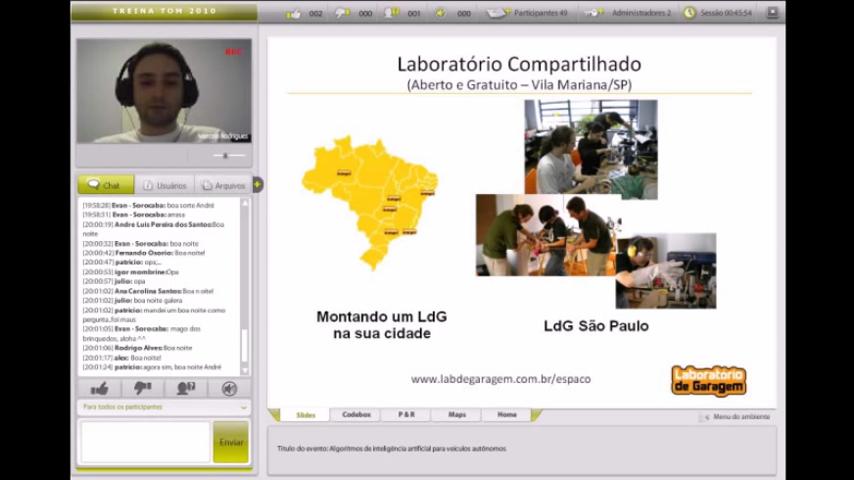 TREINA TOM 2010
002
000
001
000
Participantes 49
Administradores 2
Sessão 00:45:54
REC
Rodrigues
Chat
Usuários
Arquivos
[19:58:28] Evan - Sorocaba: boa sorte André
[19:58:31] Evan - Sorocaba: arrasa
[20:00:19] Andre Luis Pereira dos Santos: Boa
noite
[20:00:32] Evan - Sorocaba: boa noite
[20:00:42] Fernando Osorio: Boa noite!
[20:00:47] patricio: ops;...
[20:00:53] igor mombrine: Opa
[20:00:57] julio: opa
[20:01:02] Ana Carolina Santos: Boa n oite!
[20:01:02] julio: boa noite galera
[20:01:02] patricio: mandei um boa noite como
pergunta..foi maus
[20:01:05] Evan - Sorocaba: mago dos
brinquedos, aloha ^^
[20:01:06] Rodrigo Alves: Boa noite
[20:01:17] alex: Boa noite!
[20:01:24] patricio: agora sim, boa noite André
Para todos os participantes
Enviar
Laboratório Compartilhado
(Aberto e Gratuito – Vila Mariana/SP)
Montando um LdG
na sua cidade
LdG São Paulo
www.labdegaragem.com.br/espaco
Laboratório
de Garagem
Slides
Codebox
P & R
Maps
Home
Menu do ambiente
Título do evento: Algoritmos de inteligência artificial para veículos autônomos